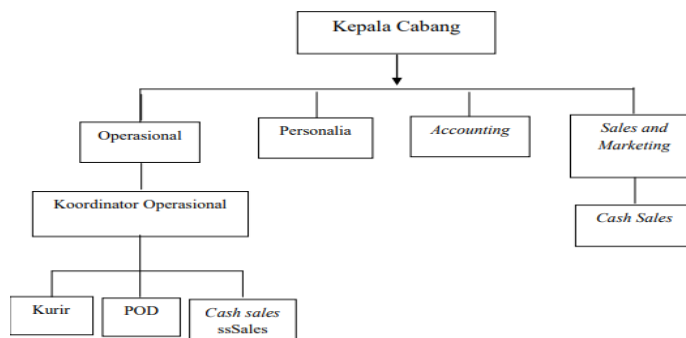 Kepala Cabang
Operasional
Personalia
Accounting
Sales and
Marketing
Koordinator Operasional
Cash Sales
Kurir
POD
Cash sales
ssSales